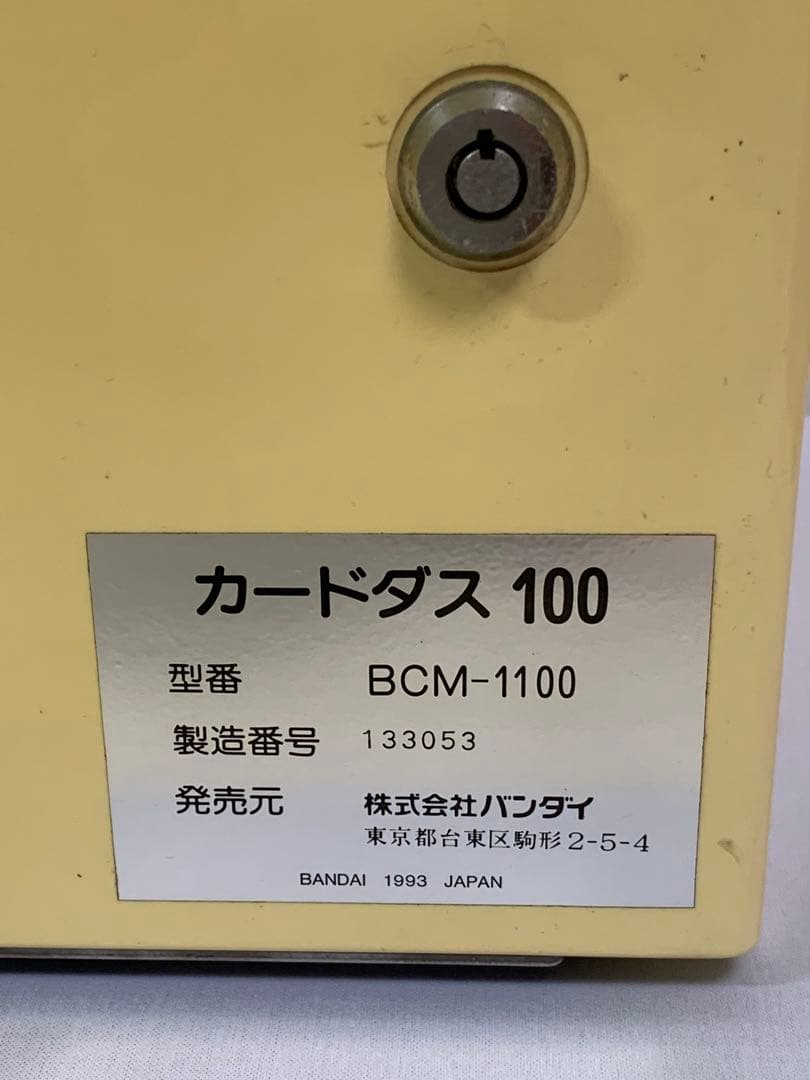 カードダス 100
型番 BCM-1100
製造番号 133053
発売元 株式会社バンダイ
東京都台東区駒形2-5-4
BANDAI 1993 JAPAN